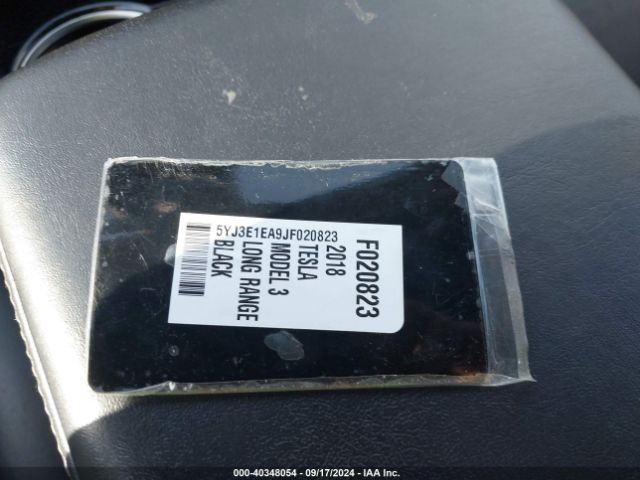 5YJ3E1EA9JF020823
F020823
2018
TESLA
MODEL 3
LONG RANGE
BLACK
000-40348054 - 09/17/2024 - IAA Inc.